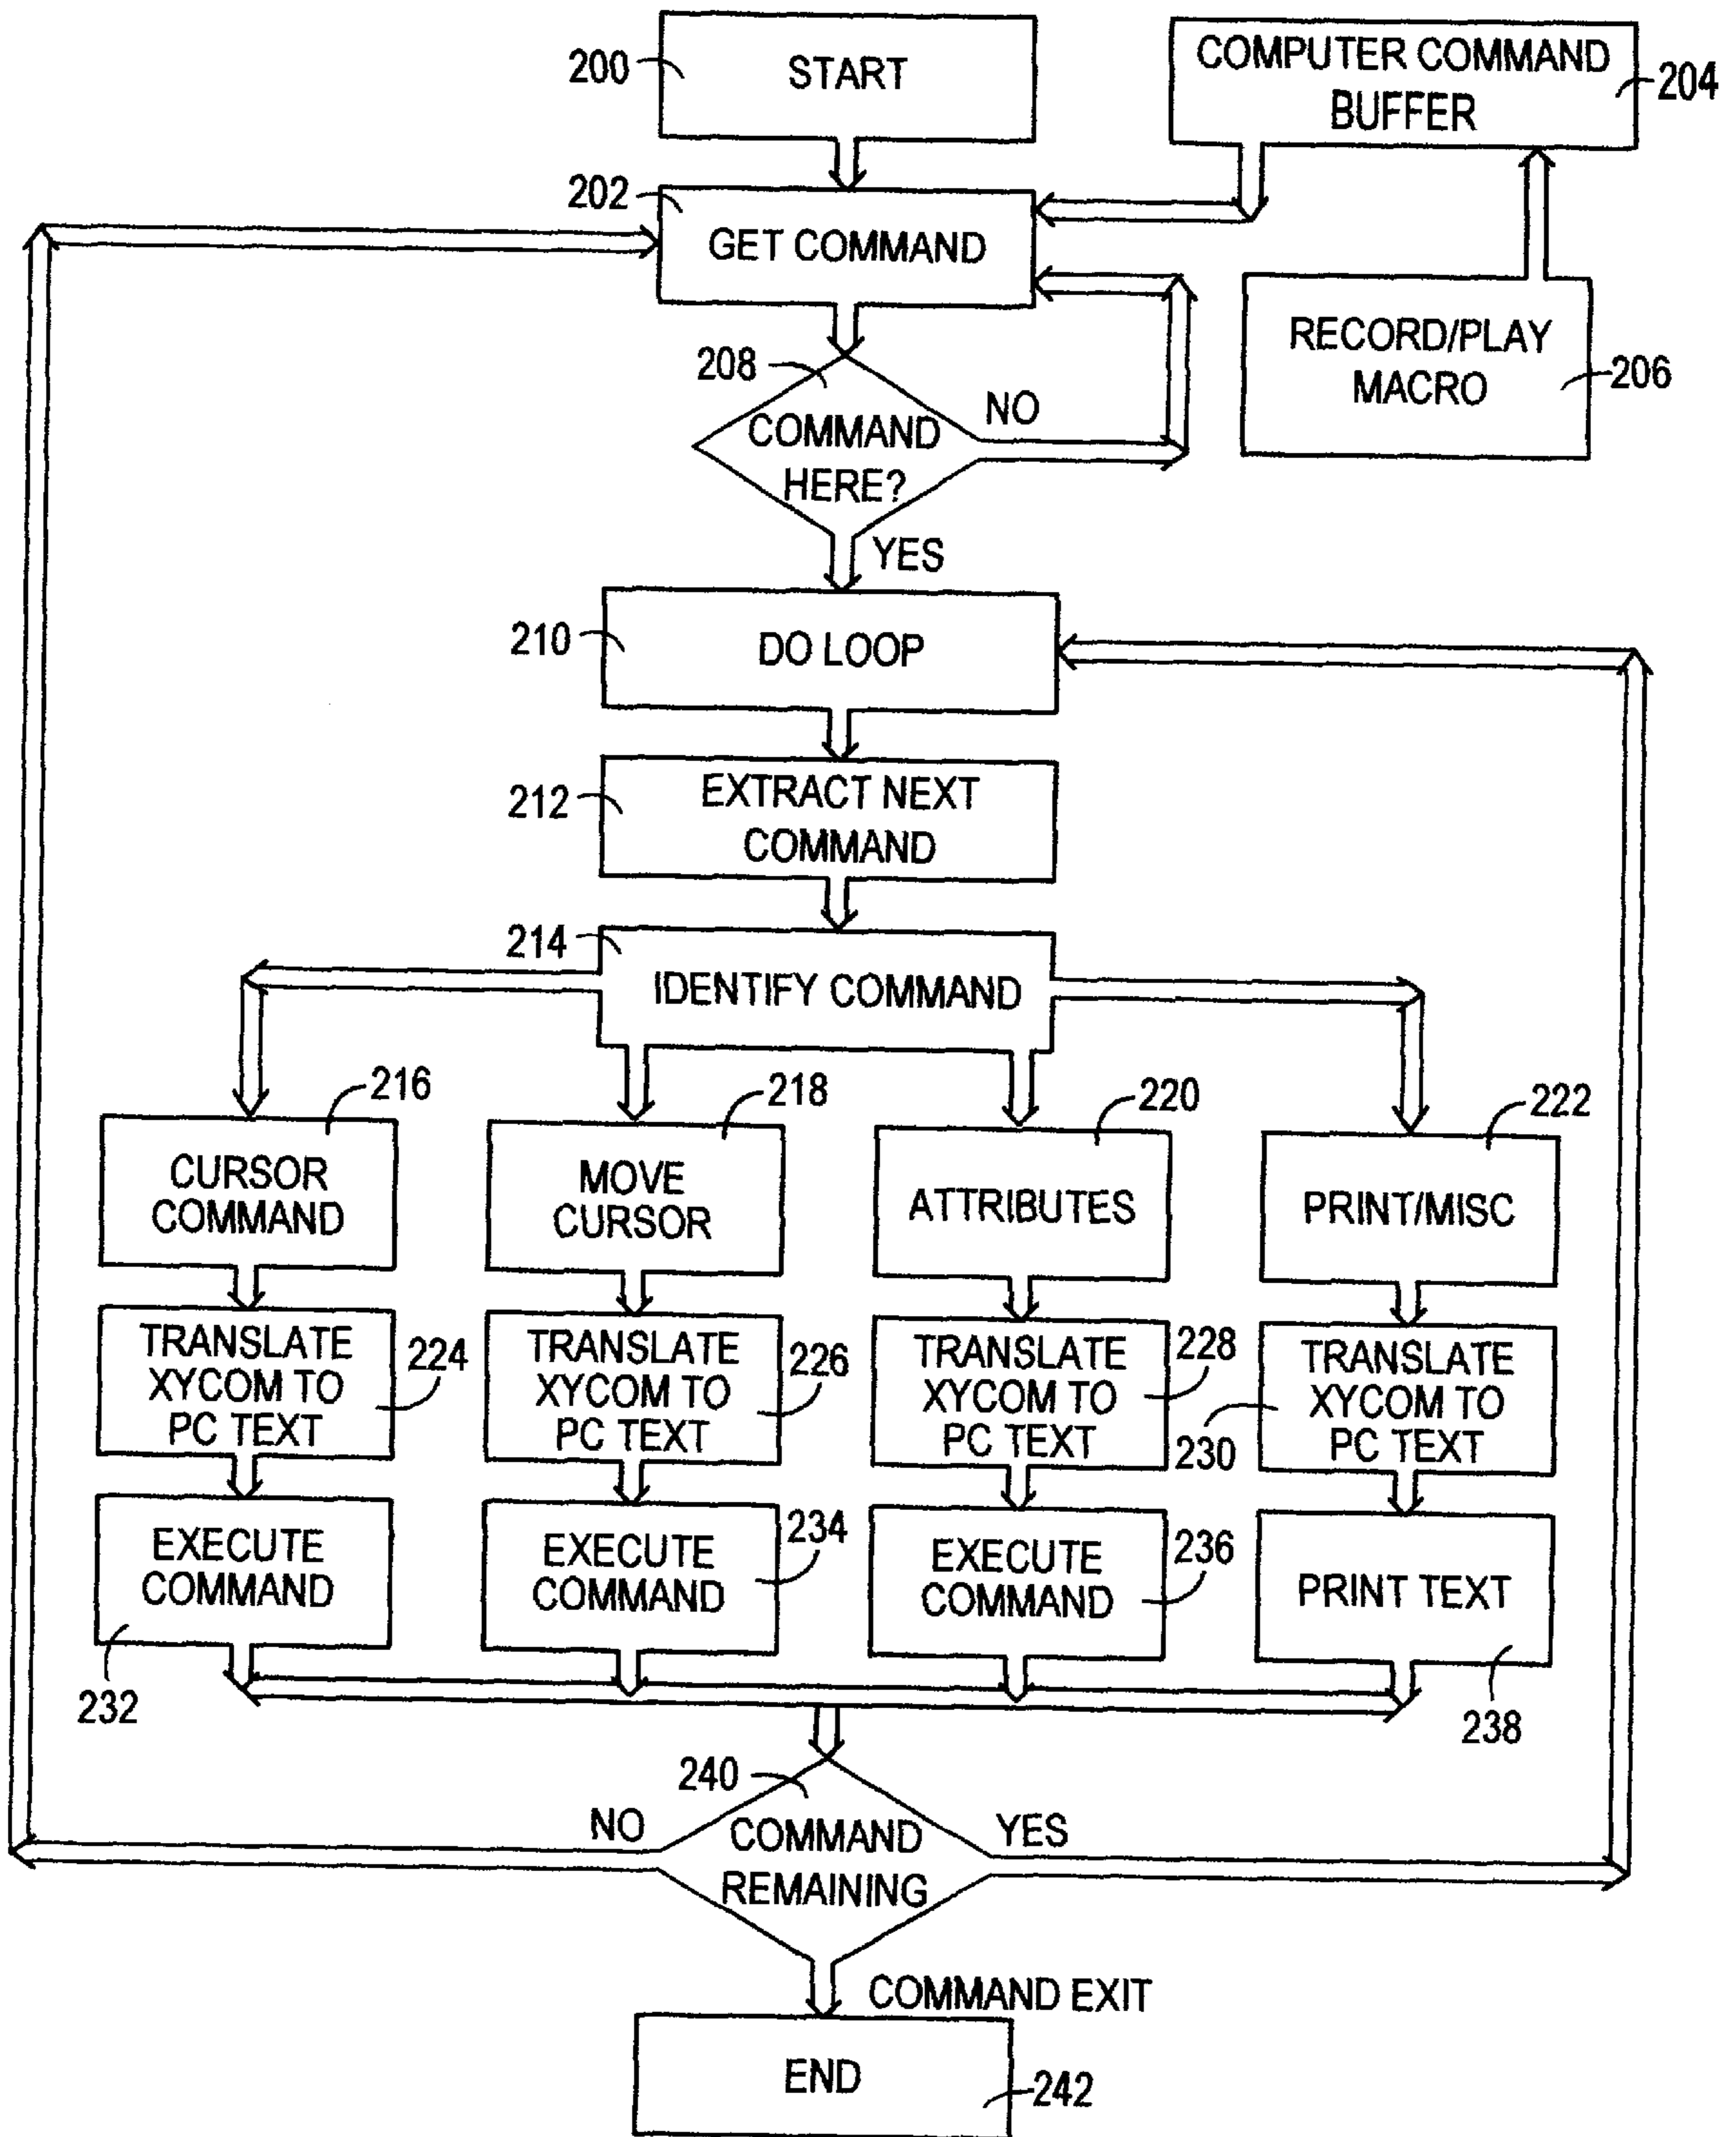 200
START
COMPUTER COMMAND
BUFFER
204
202
GET COMMAND
RECORD/PLAY
MACRO
206
208
COMMAND
HERE?
NO
YES
210
DO LOOP
212
EXTRACT NEXT
COMMAND
214
IDENTIFY COMMAND
216
CURSOR
COMMAND
218
MOVE
CURSOR
220
ATTRIBUTES
222
PRINT/MISC
TRANSLATE
XYCOM TO
PC TEXT
224
TRANSLATE
XYCOM TO
PC TEXT
226
TRANSLATE
XYCOM TO
PC TEXT
228
230
TRANSLATE
XYCOM TO
PC TEXT
EXECUTE
COMMAND
232
EXECUTE
COMMAND
234
EXECUTE
COMMAND
236
PRINT TEXT
238
240
COMMAND
REMAINING
NO
YES
COMMAND EXIT
END
242